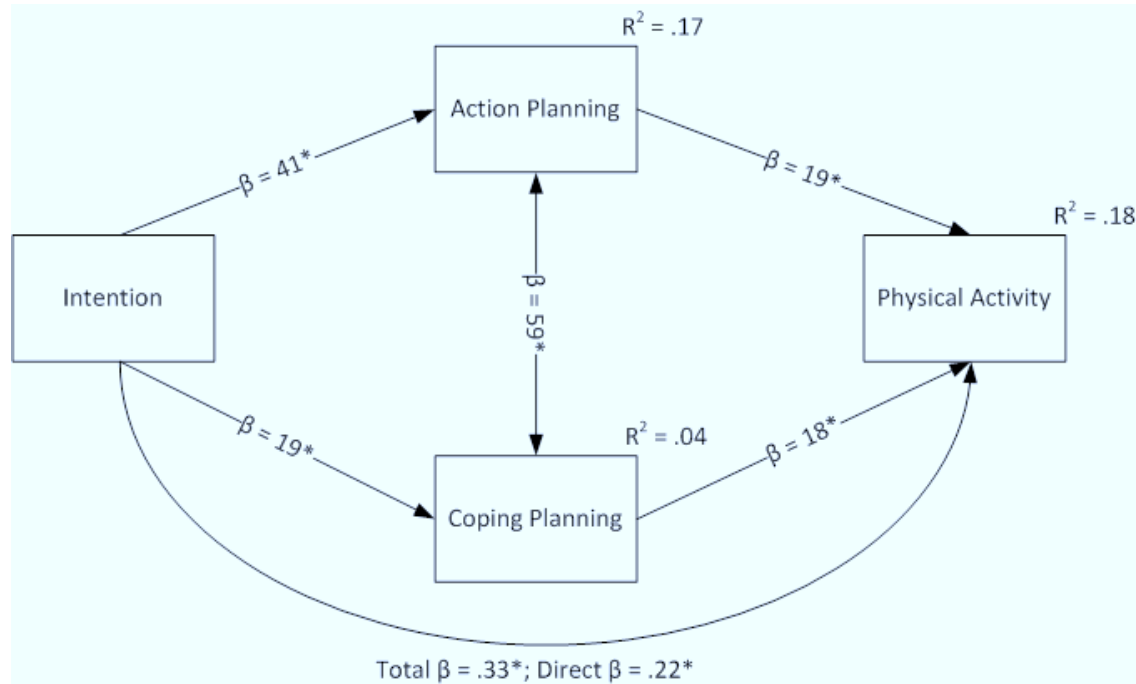 R² = .17
Action Planning
β = 41*
β = 19*
R² = .18
Intention
β = 59*
Physical Activity
β = 19*
R² = .04
β = 18*
Coping Planning
Total β = .33*; Direct β = .22*